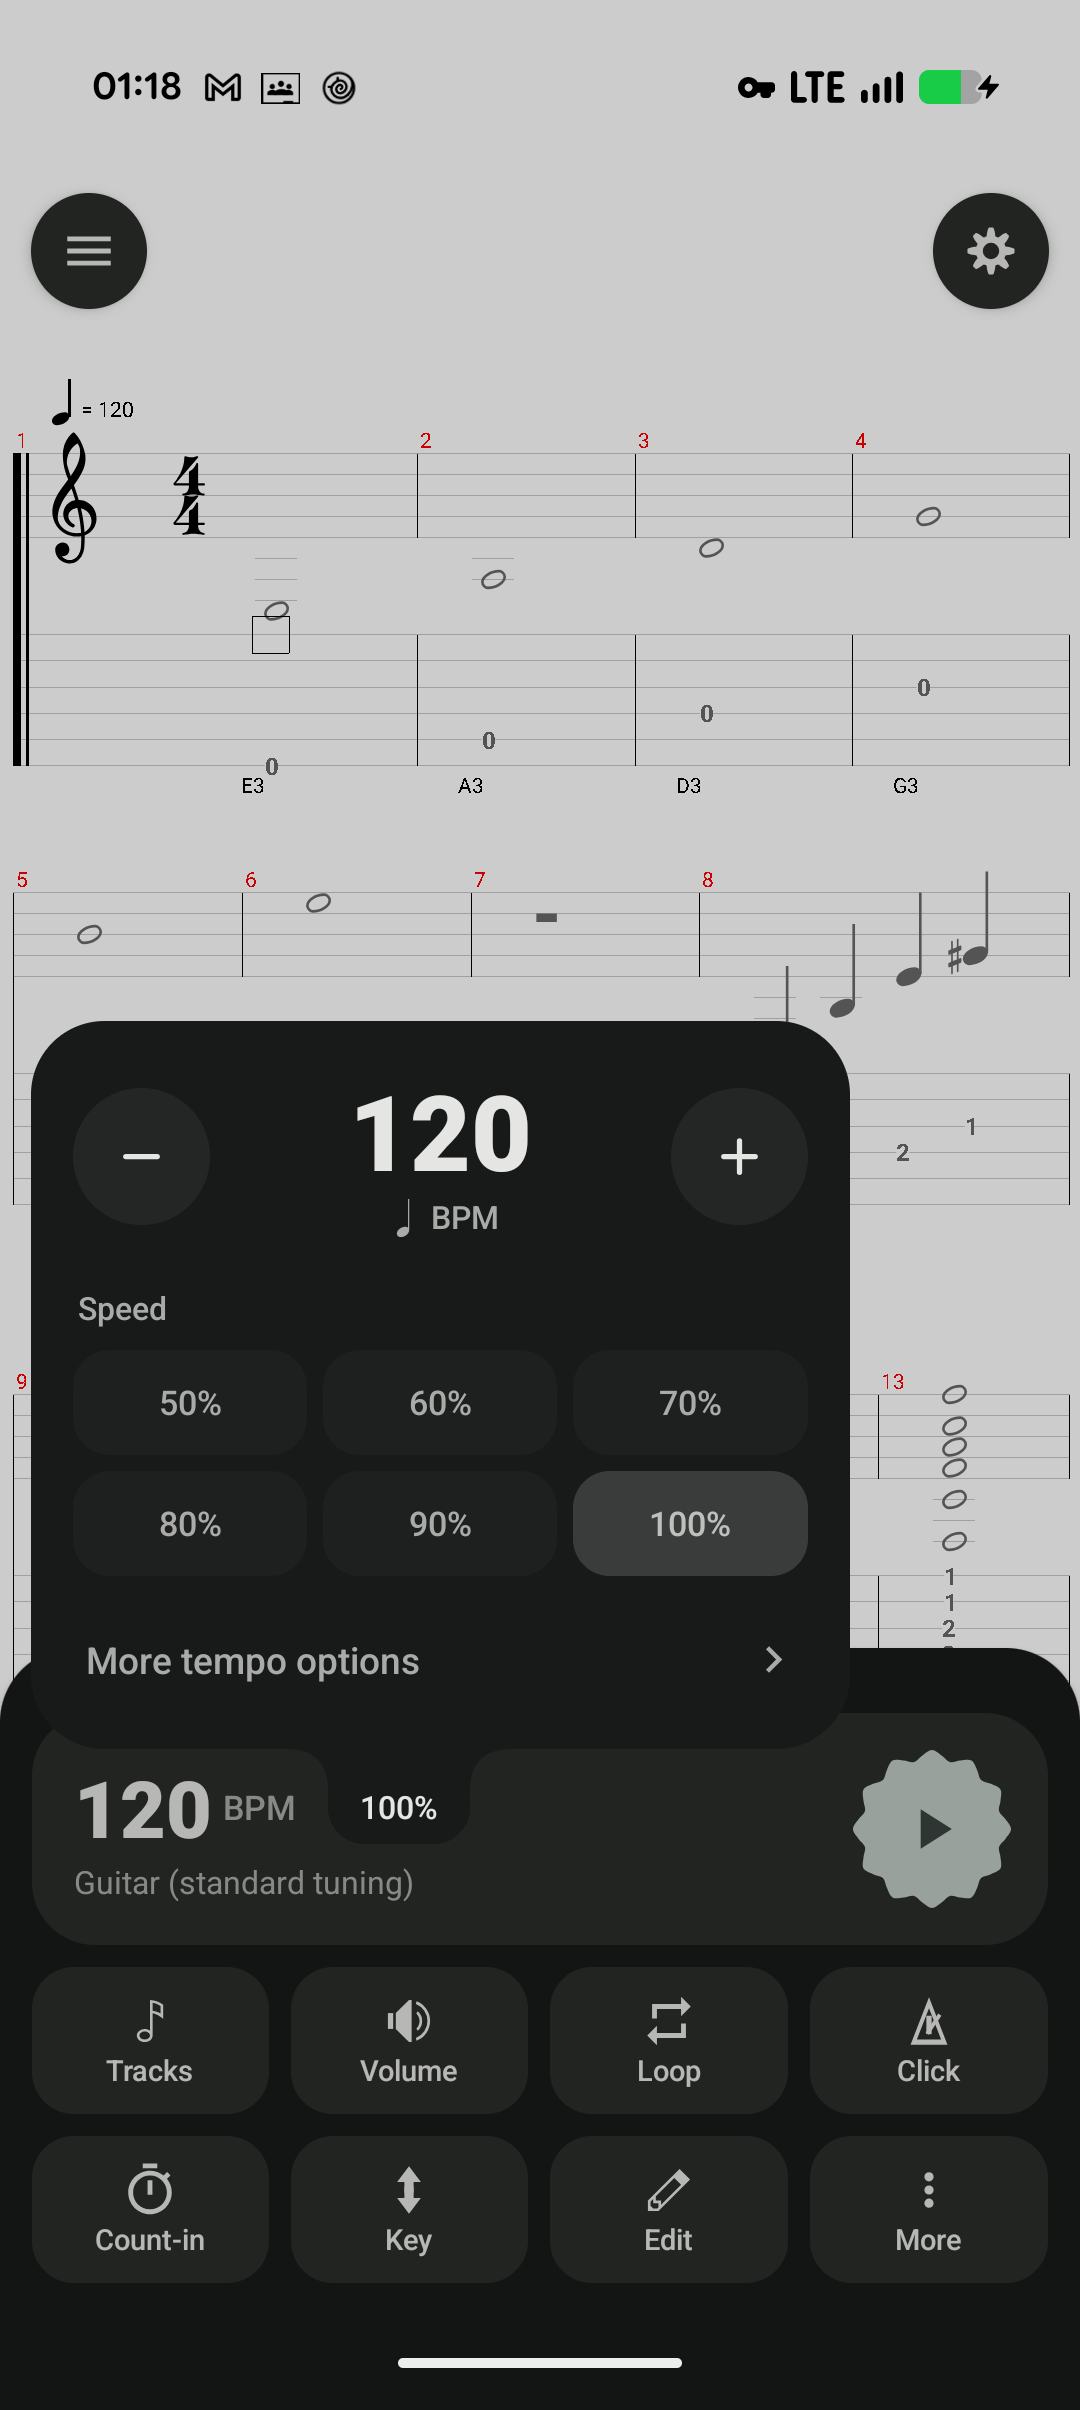 01:18 LTE
= 120
1 2 3 4
4
4
0 0 0 0
E3 A3 D3 G3
5 6 7 8
1
2
120
BPM
Speed
50% 60% 70%
80% 90% 100%
9 13
1
1
2
More tempo options
120 BPM 100%
Guitar (standard tuning)
Tracks Volume Loop Click
Count-in Key Edit More